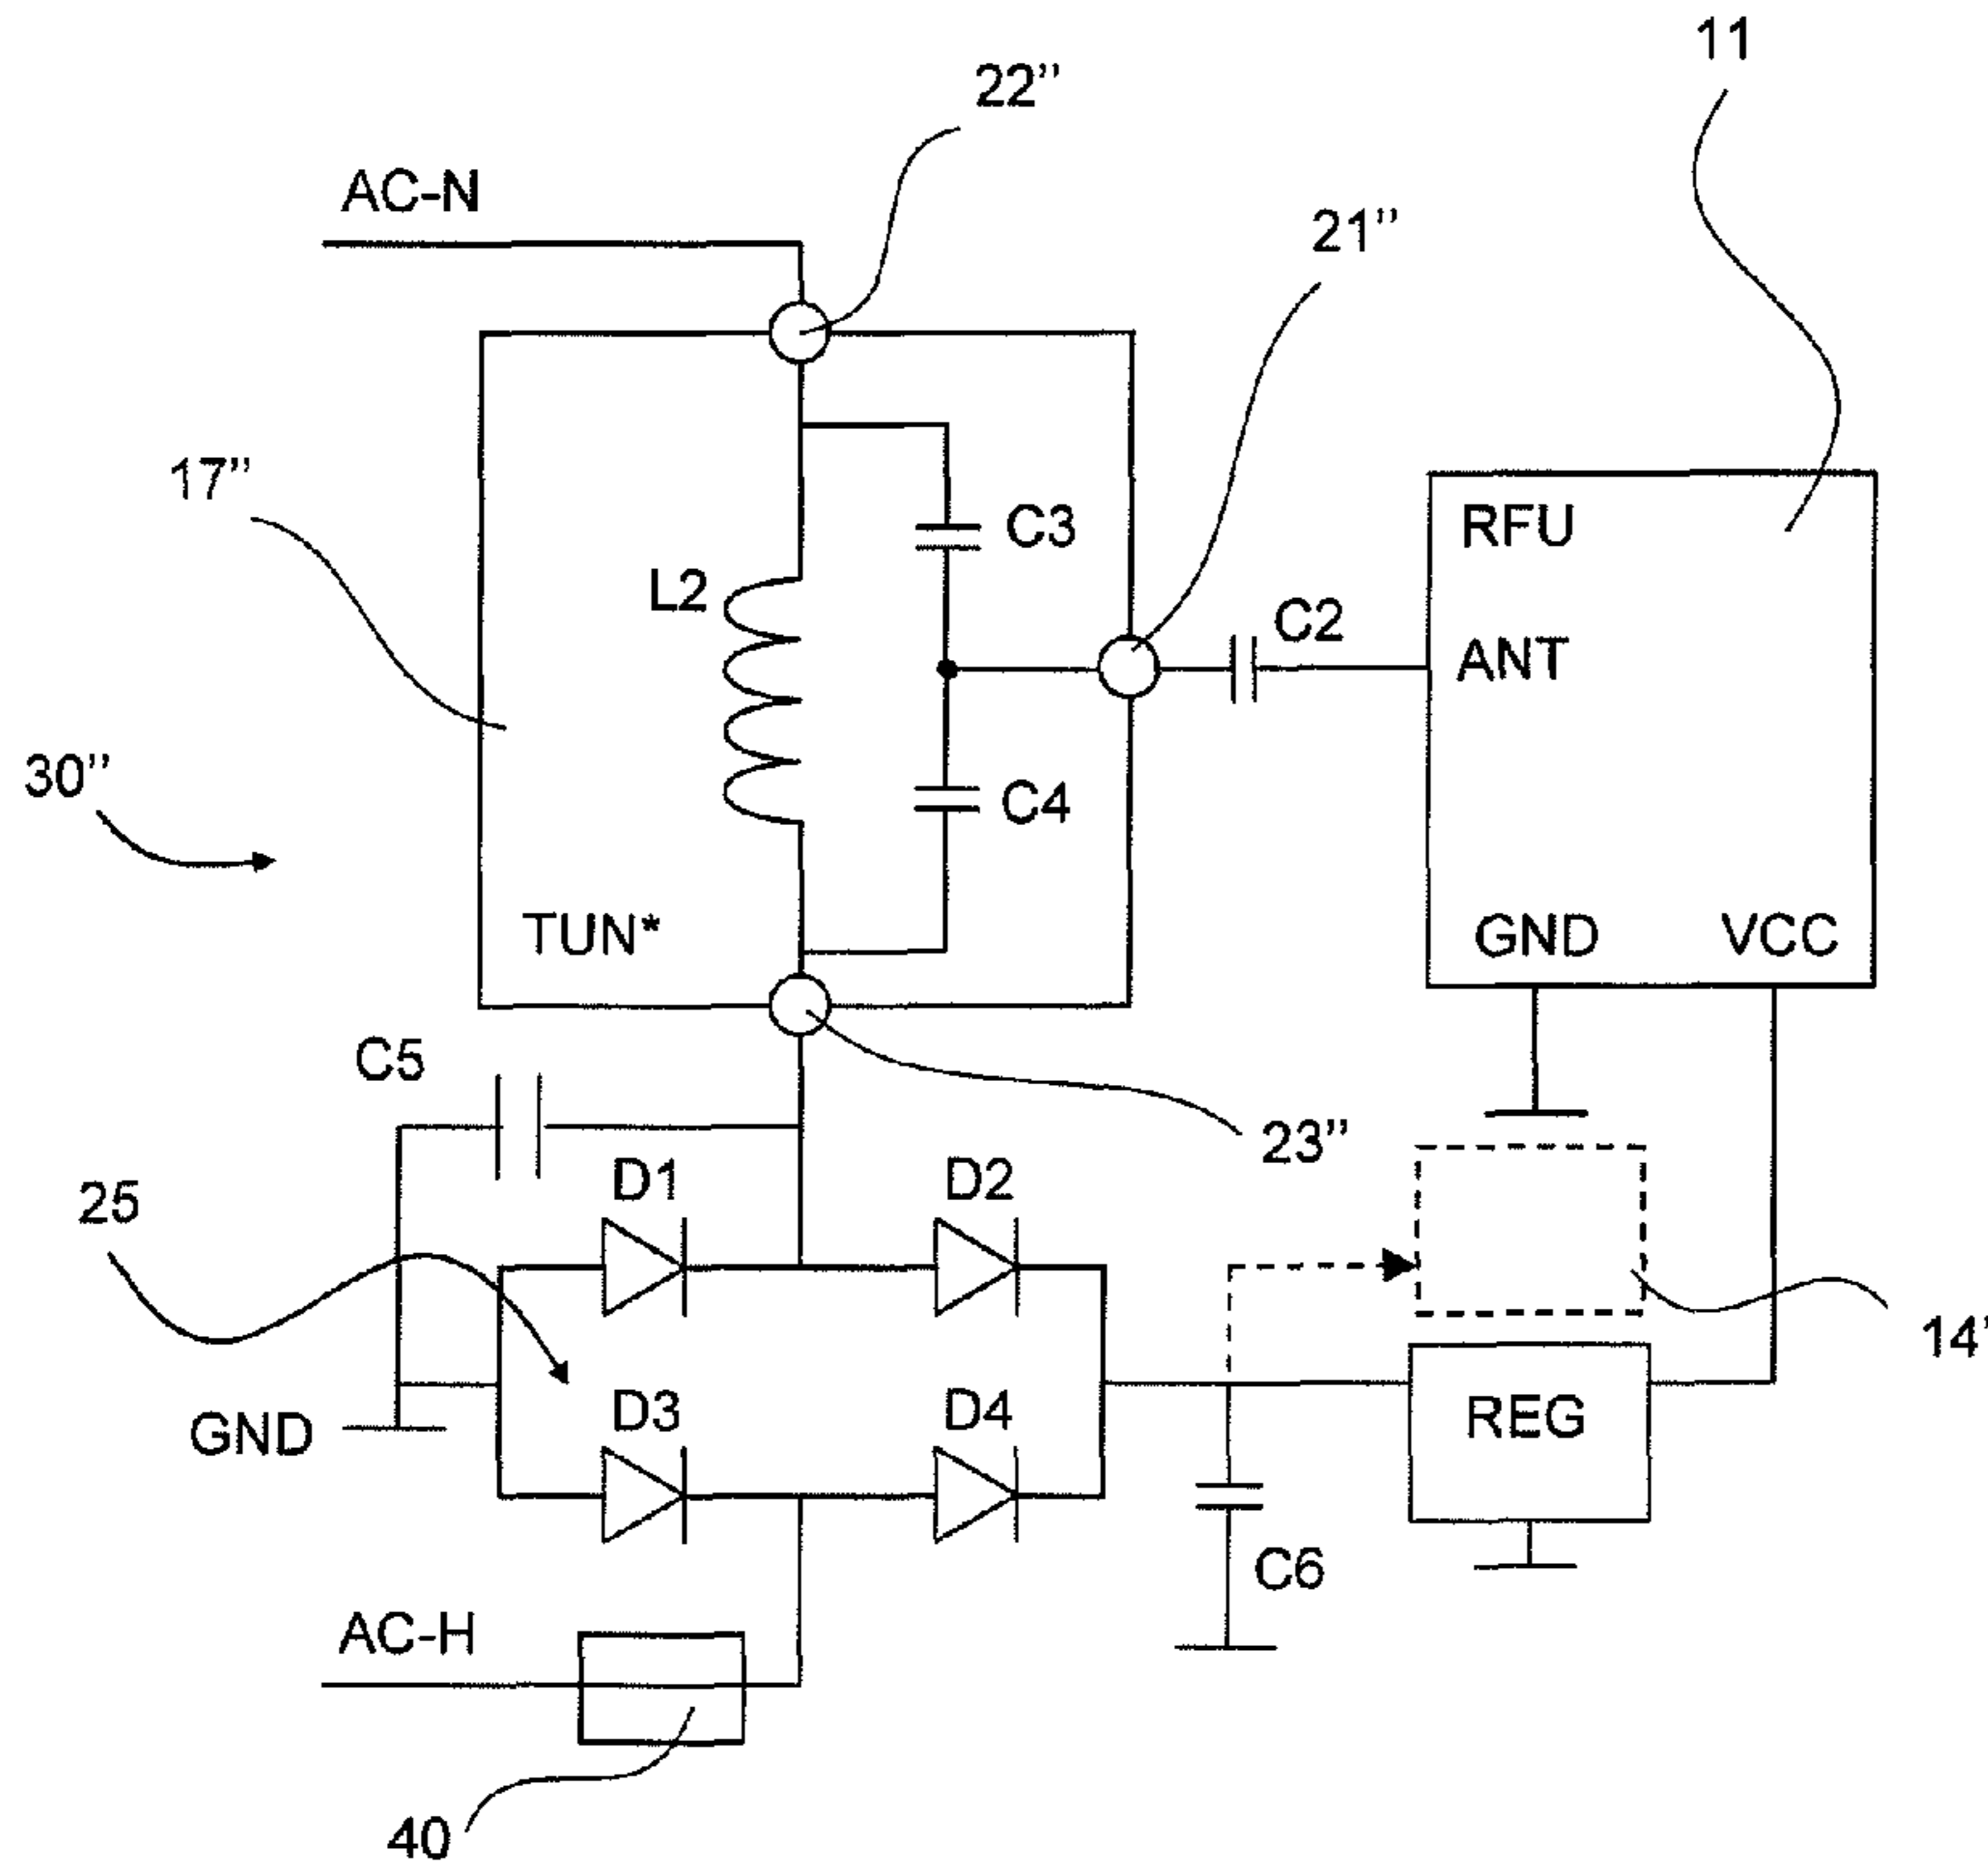 11
22”
AC-N
21”
17”
RFU
C3
L2
C2
ANT
30”
C4
TUN*
GND
VCC
C5
23”
25
D1
D2
14’
GND
D3
D4
REG
C6
AC-H
40